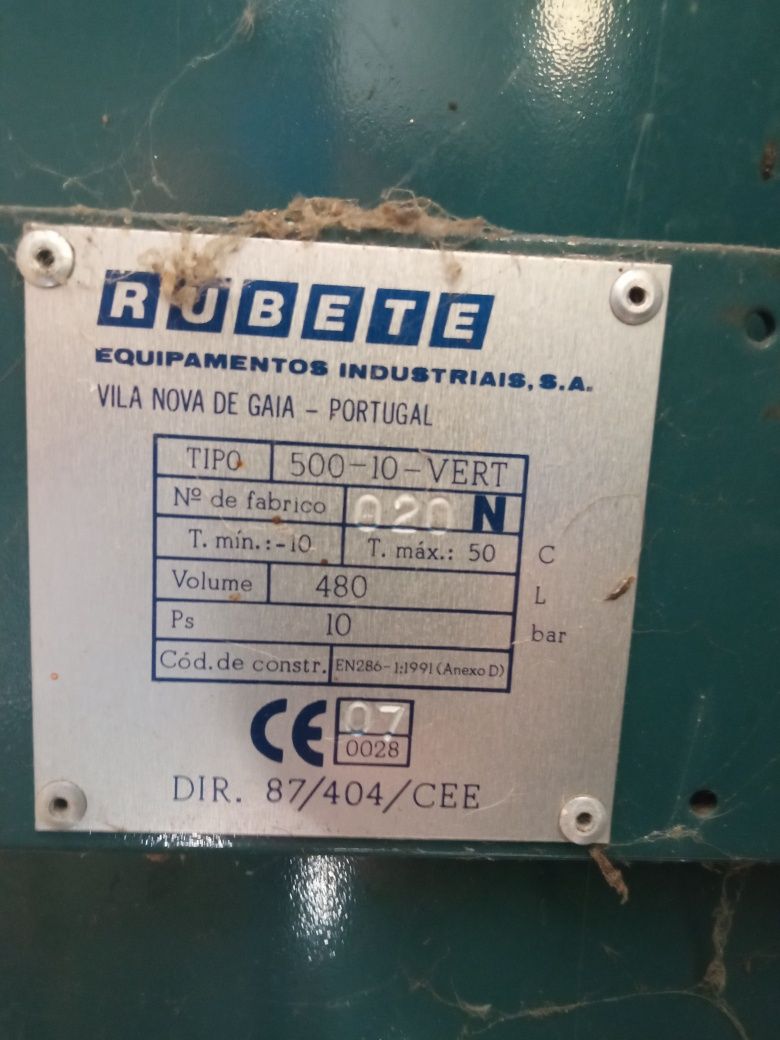 RUBETE
EQUIPAMENTOS INDUSTRIAIS, S.A.
VILA NOVA DE GAIA - PORTUGAL
TIPO 500-10-VERT
Nº de fabrico 020 N
T. mín.: -10 T. máx.: 50 C
Volume 480 L
Ps 10 bar
Cód. de constr. EN286-1:1991 (Anexo D)
CE 07
0028
DIR. 87/404/CEE